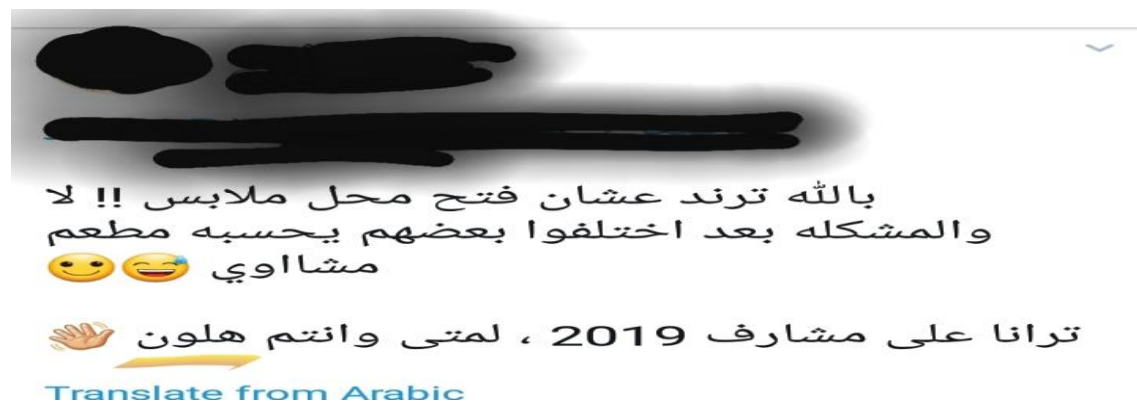 بالله ترند عشان فتح محل ملابس !! لا
والمشكله بعد اختلفوا بعضهم يحسبه مطعم
مشااوي 😅🙂
ترانا على مشارف 2019 ، لمتى وانتم هلون 👋🏼
Translate from Arabic